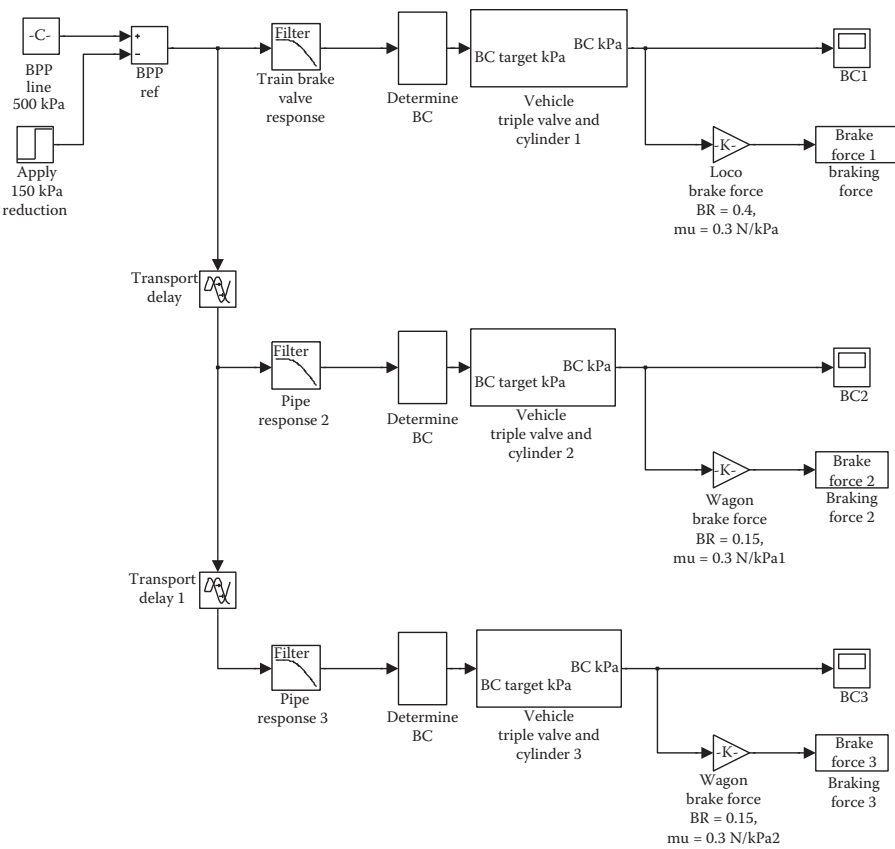 -C-
BPP
line
500 kPa
+
−
BPP
ref
Apply
150 kPa
reduction
Filter
Train brake
valve
response
Determine
BC
BC kPa
BC target kPa
Vehicle
triple valve and
cylinder 1
BC1
-K-
Loco
brake force
BR = 0.4,
mu = 0.3 N/kPa
Brake
force 1
braking
force
Transport
delay
Filter
Pipe
response 2
Determine
BC
BC kPa
BC target kPa
Vehicle
triple valve and
cylinder 2
BC2
-K-
Wagon
brake force
BR = 0.15,
mu = 0.3 N/kPa1
Brake
force 2
Braking
force 2
Transport
delay 1
Filter
Pipe
response 3
Determine
BC
BC kPa
BC target kPa
Vehicle
triple valve and
cylinder 3
BC3
-K-
Wagon
brake force
BR = 0.15,
mu = 0.3 N/kPa2
Brake
force 3
Braking
force 3